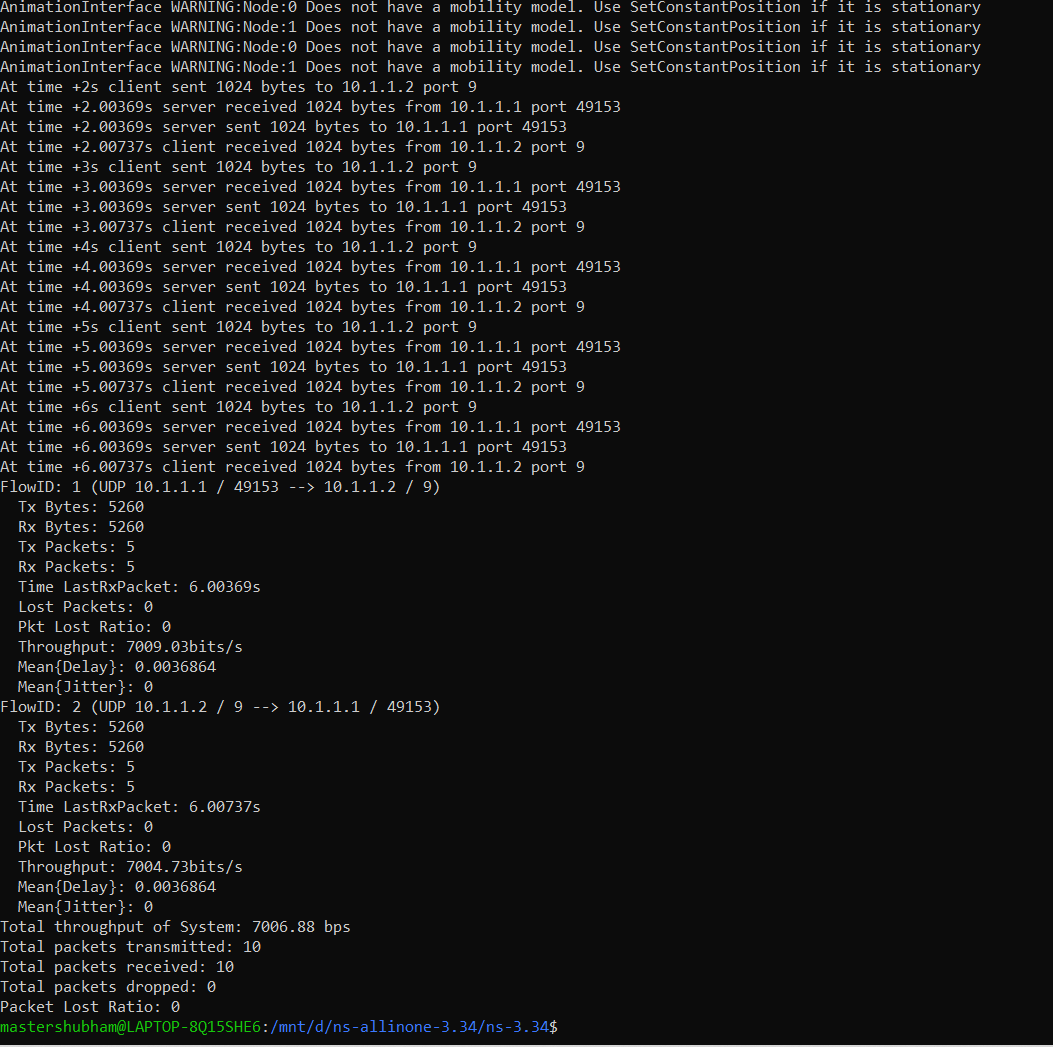 AnimationInterface WARNING:Node:0 Does not have a mobility model. Use SetConstantPosition if it is stationary
AnimationInterface WARNING:Node:1 Does not have a mobility model. Use SetConstantPosition if it is stationary
AnimationInterface WARNING:Node:0 Does not have a mobility model. Use SetConstantPosition if it is stationary
AnimationInterface WARNING:Node:1 Does not have a mobility model. Use SetConstantPosition if it is stationary
At time +2s client sent 1024 bytes to 10.1.1.2 port 9
At time +2.00369s server received 1024 bytes from 10.1.1.1 port 49153
At time +2.00369s server sent 1024 bytes to 10.1.1.1 port 49153
At time +2.00737s client received 1024 bytes from 10.1.1.2 port 9
At time +3s client sent 1024 bytes to 10.1.1.2 port 9
At time +3.00369s server received 1024 bytes from 10.1.1.1 port 49153
At time +3.00369s server sent 1024 bytes to 10.1.1.1 port 49153
At time +3.00737s client received 1024 bytes from 10.1.1.2 port 9
At time +4s client sent 1024 bytes to 10.1.1.2 port 9
At time +4.00369s server received 1024 bytes from 10.1.1.1 port 49153
At time +4.00369s server sent 1024 bytes to 10.1.1.1 port 49153
At time +4.00737s client received 1024 bytes from 10.1.1.2 port 9
At time +5s client sent 1024 bytes to 10.1.1.2 port 9
At time +5.00369s server received 1024 bytes from 10.1.1.1 port 49153
At time +5.00369s server sent 1024 bytes to 10.1.1.1 port 49153
At time +5.00737s client received 1024 bytes from 10.1.1.2 port 9
At time +6s client sent 1024 bytes to 10.1.1.2 port 9
At time +6.00369s server received 1024 bytes from 10.1.1.1 port 49153
At time +6.00369s server sent 1024 bytes to 10.1.1.1 port 49153
At time +6.00737s client received 1024 bytes from 10.1.1.2 port 9
FlowID: 1 (UDP 10.1.1.1 / 49153 --> 10.1.1.2 / 9)
  Tx Bytes: 5260
  Rx Bytes: 5260
  Tx Packets: 5
  Rx Packets: 5
  Time LastRxPacket: 6.00369s
  Lost Packets: 0
  Pkt Lost Ratio: 0
  Throughput: 7009.03bits/s
  Mean{Delay}: 0.0036864
  Mean{Jitter}: 0
FlowID: 2 (UDP 10.1.1.2 / 9 --> 10.1.1.1 / 49153)
  Tx Bytes: 5260
  Rx Bytes: 5260
  Tx Packets: 5
  Rx Packets: 5
  Time LastRxPacket: 6.00737s
  Lost Packets: 0
  Pkt Lost Ratio: 0
  Throughput: 7004.73bits/s
  Mean{Delay}: 0.0036864
  Mean{Jitter}: 0
Total throughput of System: 7006.88 bps
Total packets transmitted: 10
Total packets received: 10
Total packets dropped: 0
Packet Lost Ratio: 0
mastershubham@LAPTOP-8Q15SHE6:/mnt/d/ns-allinone-3.34/ns-3.34$